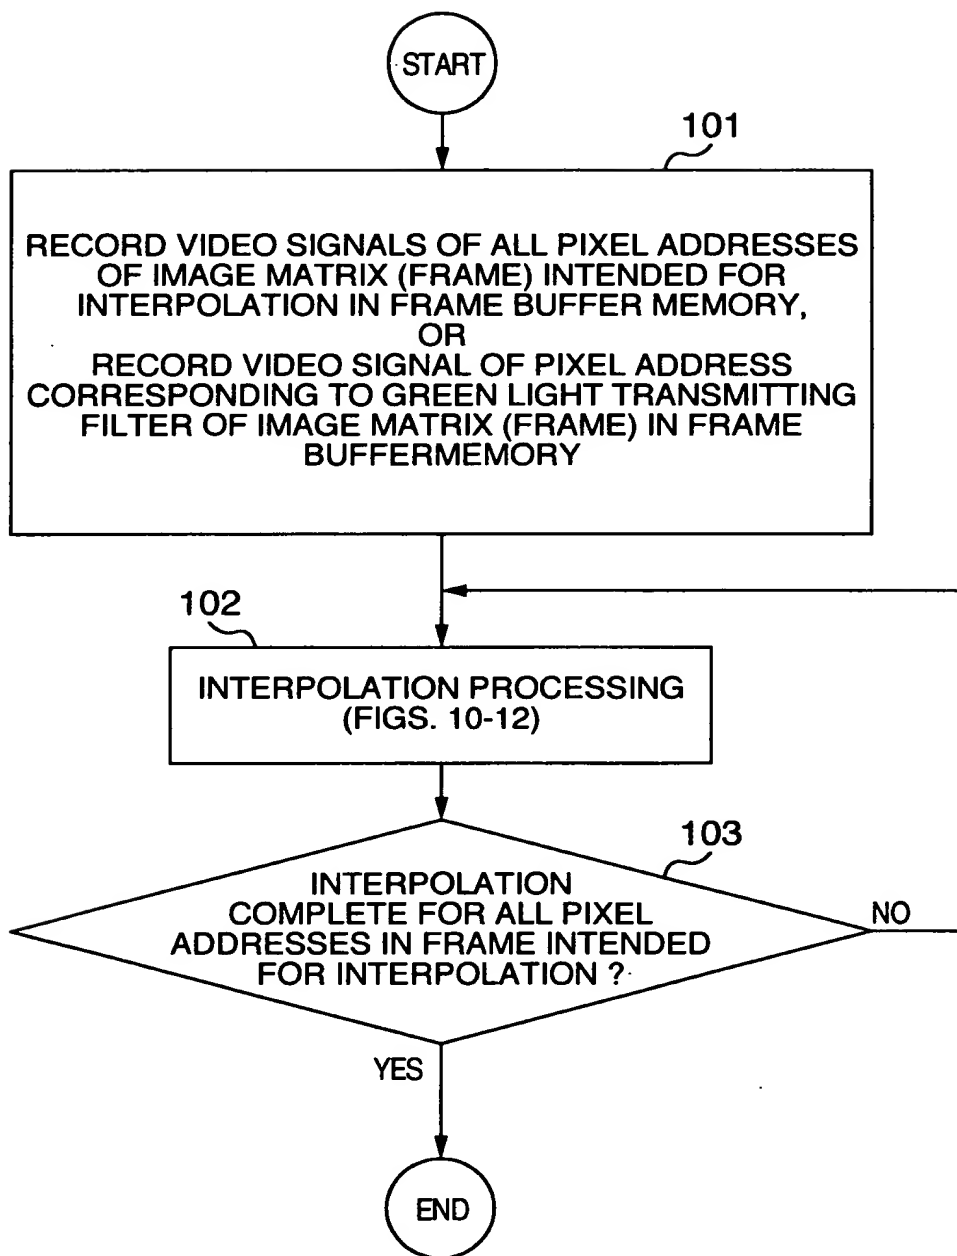 START
101
RECORD VIDEO SIGNALS OF ALL PIXEL ADDRESSES
OF IMAGE MATRIX (FRAME) INTENDED FOR
INTERPOLATION IN FRAME BUFFER MEMORY,
OR
RECORD VIDEO SIGNAL OF PIXEL ADDRESS
CORRESPONDING TO GREEN LIGHT TRANSMITTING
FILTER OF IMAGE MATRIX (FRAME) IN FRAME
BUFFERMEMORY
102
INTERPOLATION PROCESSING
(FIGS. 10-12)
103
INTERPOLATION
COMPLETE FOR ALL PIXEL
ADDRESSES IN FRAME INTENDED
FOR INTERPOLATION ?
NO
YES
END